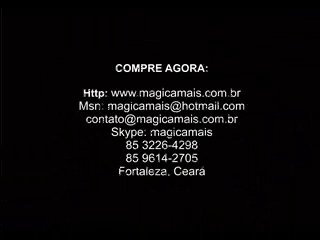 COMPRE AGORA:
Http: www.magicamais.com.br
Msn: magicamais@hotmail.com
contato@magicamais.com.br
Skype: magicamais
85 3226-4298
85 9614-2705
Fortaleza, Ceará